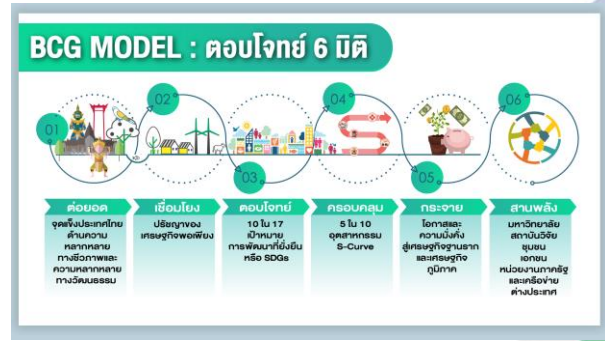 BCG MODEL : ตอบโจทย์ 6 มิติ
01
02
03
04
05
06
ต่อยอด
จุดแข็งประเทศไทย
ด้านความ
หลากหลาย
ทางชีวภาพและ
ความหลากหลาย
ทางวัฒนธรรม
เชื่อมโยง
ปรัชญาของ
เศรษฐกิจพอเพียง
ตอบโจทย์
10 ใน 17
เป้าหมาย
การพัฒนาที่ยั่งยืน
หรือ SDGs
ครอบคลุม
5 ใน 10
อุตสาหกรรม
S-Curve
กระจาย
โอกาสและ
ความมั่งคั่ง
สู่เศรษฐกิจฐานราก
และเศรษฐกิจ
ภูมิภาค
สานพลัง
มหาวิทยาลัย
สถาบันวิจัย
ชุมชน
เอกชน
หน่วยงานภาครัฐ
และเครือข่าย
ต่างประเทศ